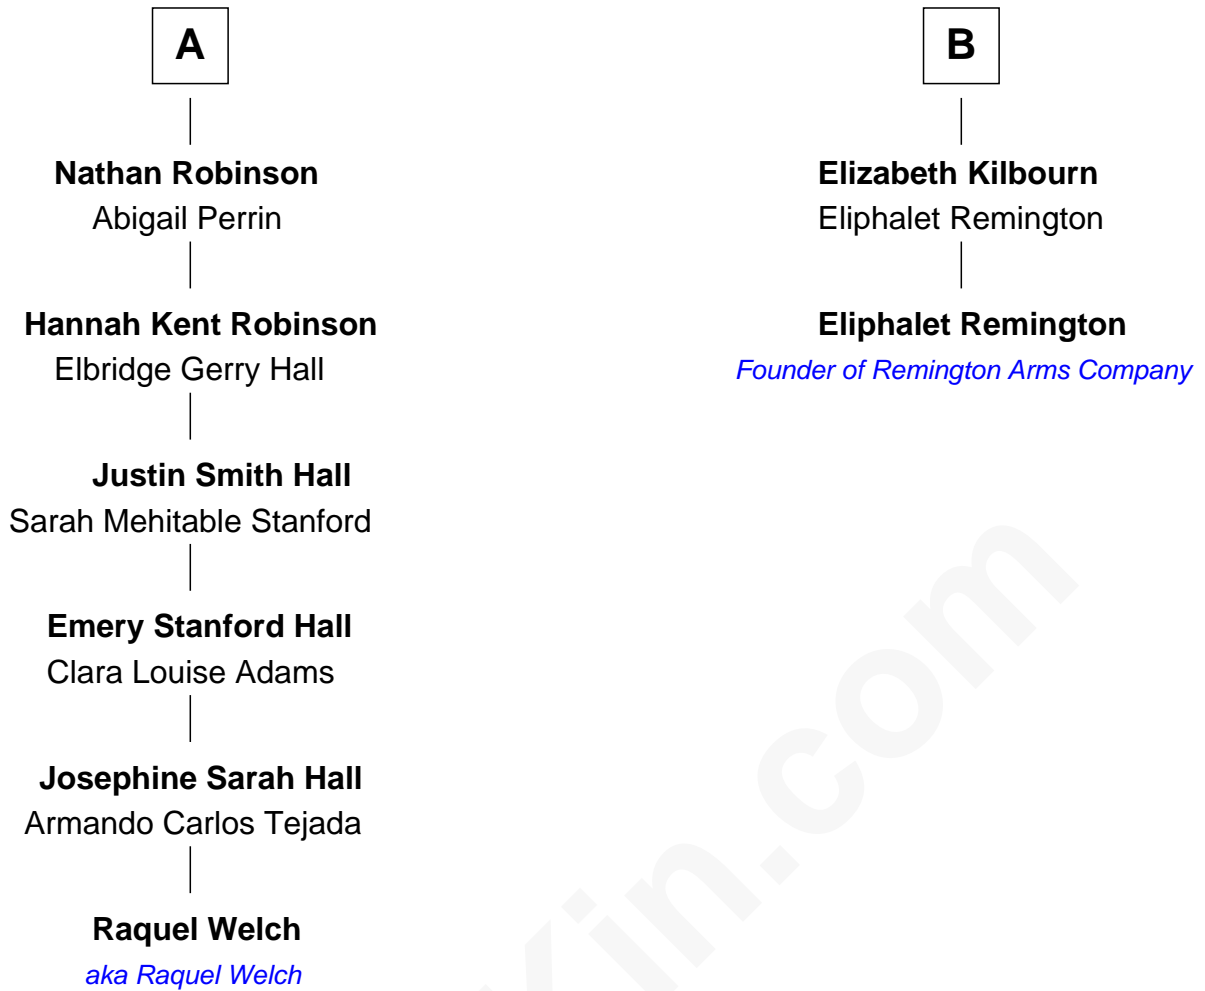 A
Nathan Robinson
Abigail Perrin
Hannah Kent Robinson
Elbridge Gerry Hall
Justin Smith Hall
Sarah Mehitable Stanford
Emery Stanford Hall
Clara Louise Adams
Josephine Sarah Hall
Armando Carlos Tejada
Raquel Welch
aka Raquel Welch
B
Elizabeth Kilbourn
Eliphalet Remington
Eliphalet Remington
Founder of Remington Arms Company
Kin.com